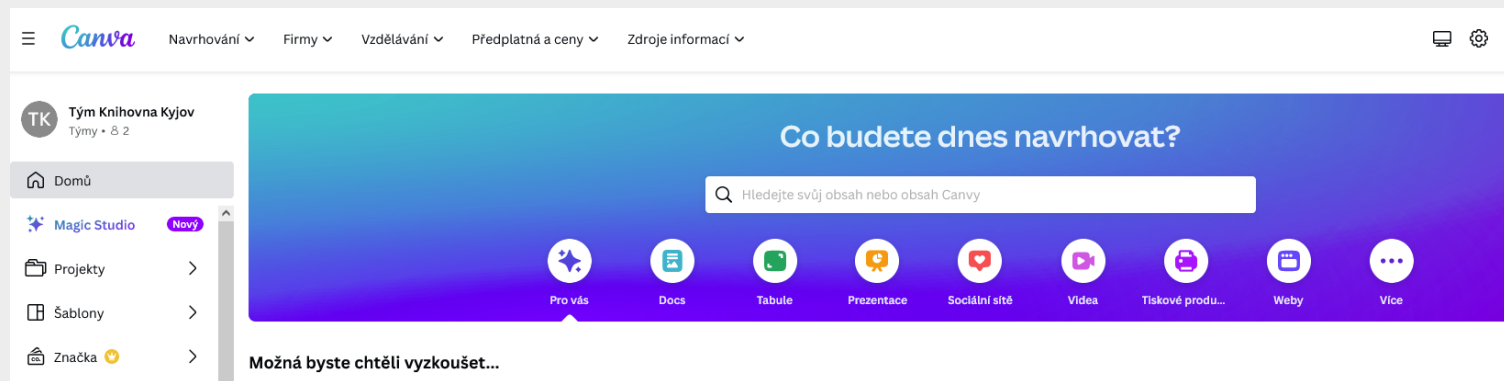 Canva
Navrhování
Firmy
Vzdělávání
Předplatná a ceny
Zdroje informací
TK
Tým Knihovna Kyjov
Týmy • 2
Domů
Magic Studio
Nový
Projekty
Šablony
CO.
Značka
Co budete dnes navrhovat?
Hledejte svůj obsah nebo obsah Canvy
Pro vás
Docs
Tabule
Prezentace
Sociální sítě
Videa
Tiskové produ...
Weby
Více
Možná byste chtěli vyzkoušet...